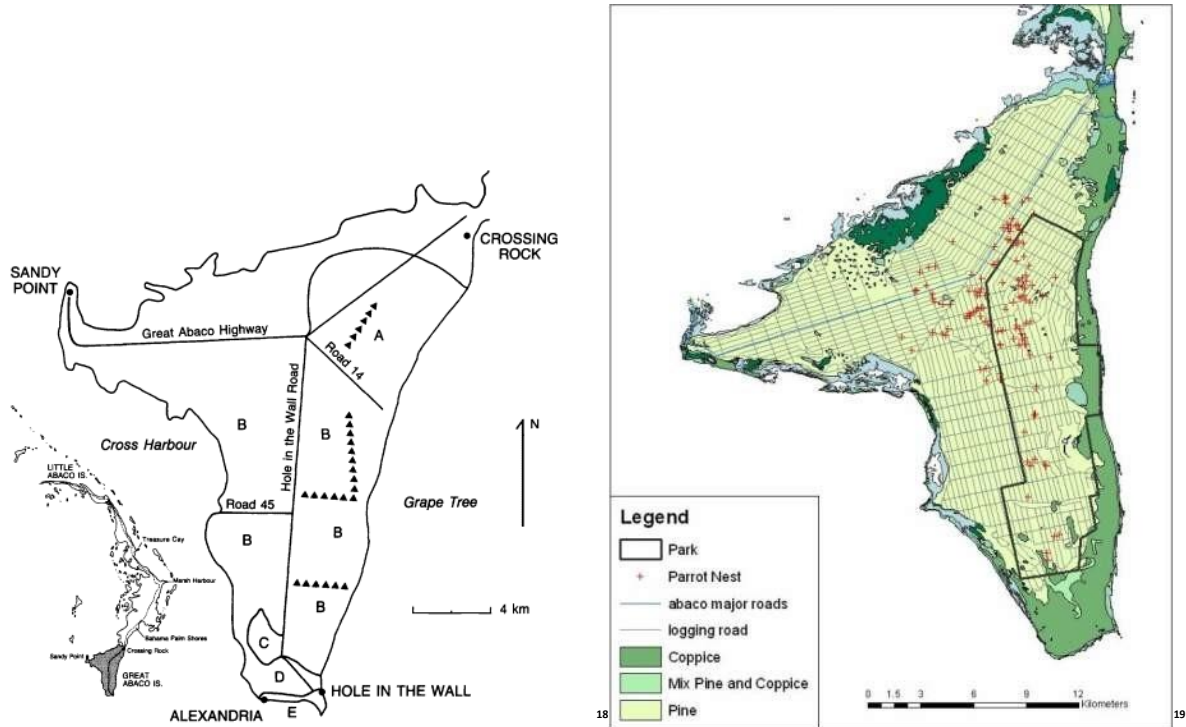 CROSSING
ROCK
SANDY
POINT
Great Abaco Highway
A
Road 14
Hole in the Wall Road
B
B
N
Cross Harbour
LITTLE
ABACO IS.
Grape Tree
Road 45
B
B
Treasure Cay
Marsh Harbour
B
4 km
Bahama Palm Shores
C
Sandy Point
Crossing Rock
D
GREAT
ABACO IS.
HOLE IN THE WALL
ALEXANDRIA
E
18
Legend
Park
Parrot Nest
abaco major roads
logging road
Coppice
Mix Pine and Coppice
Pine
0 1.5 3 6 9 12
Kilometers
19